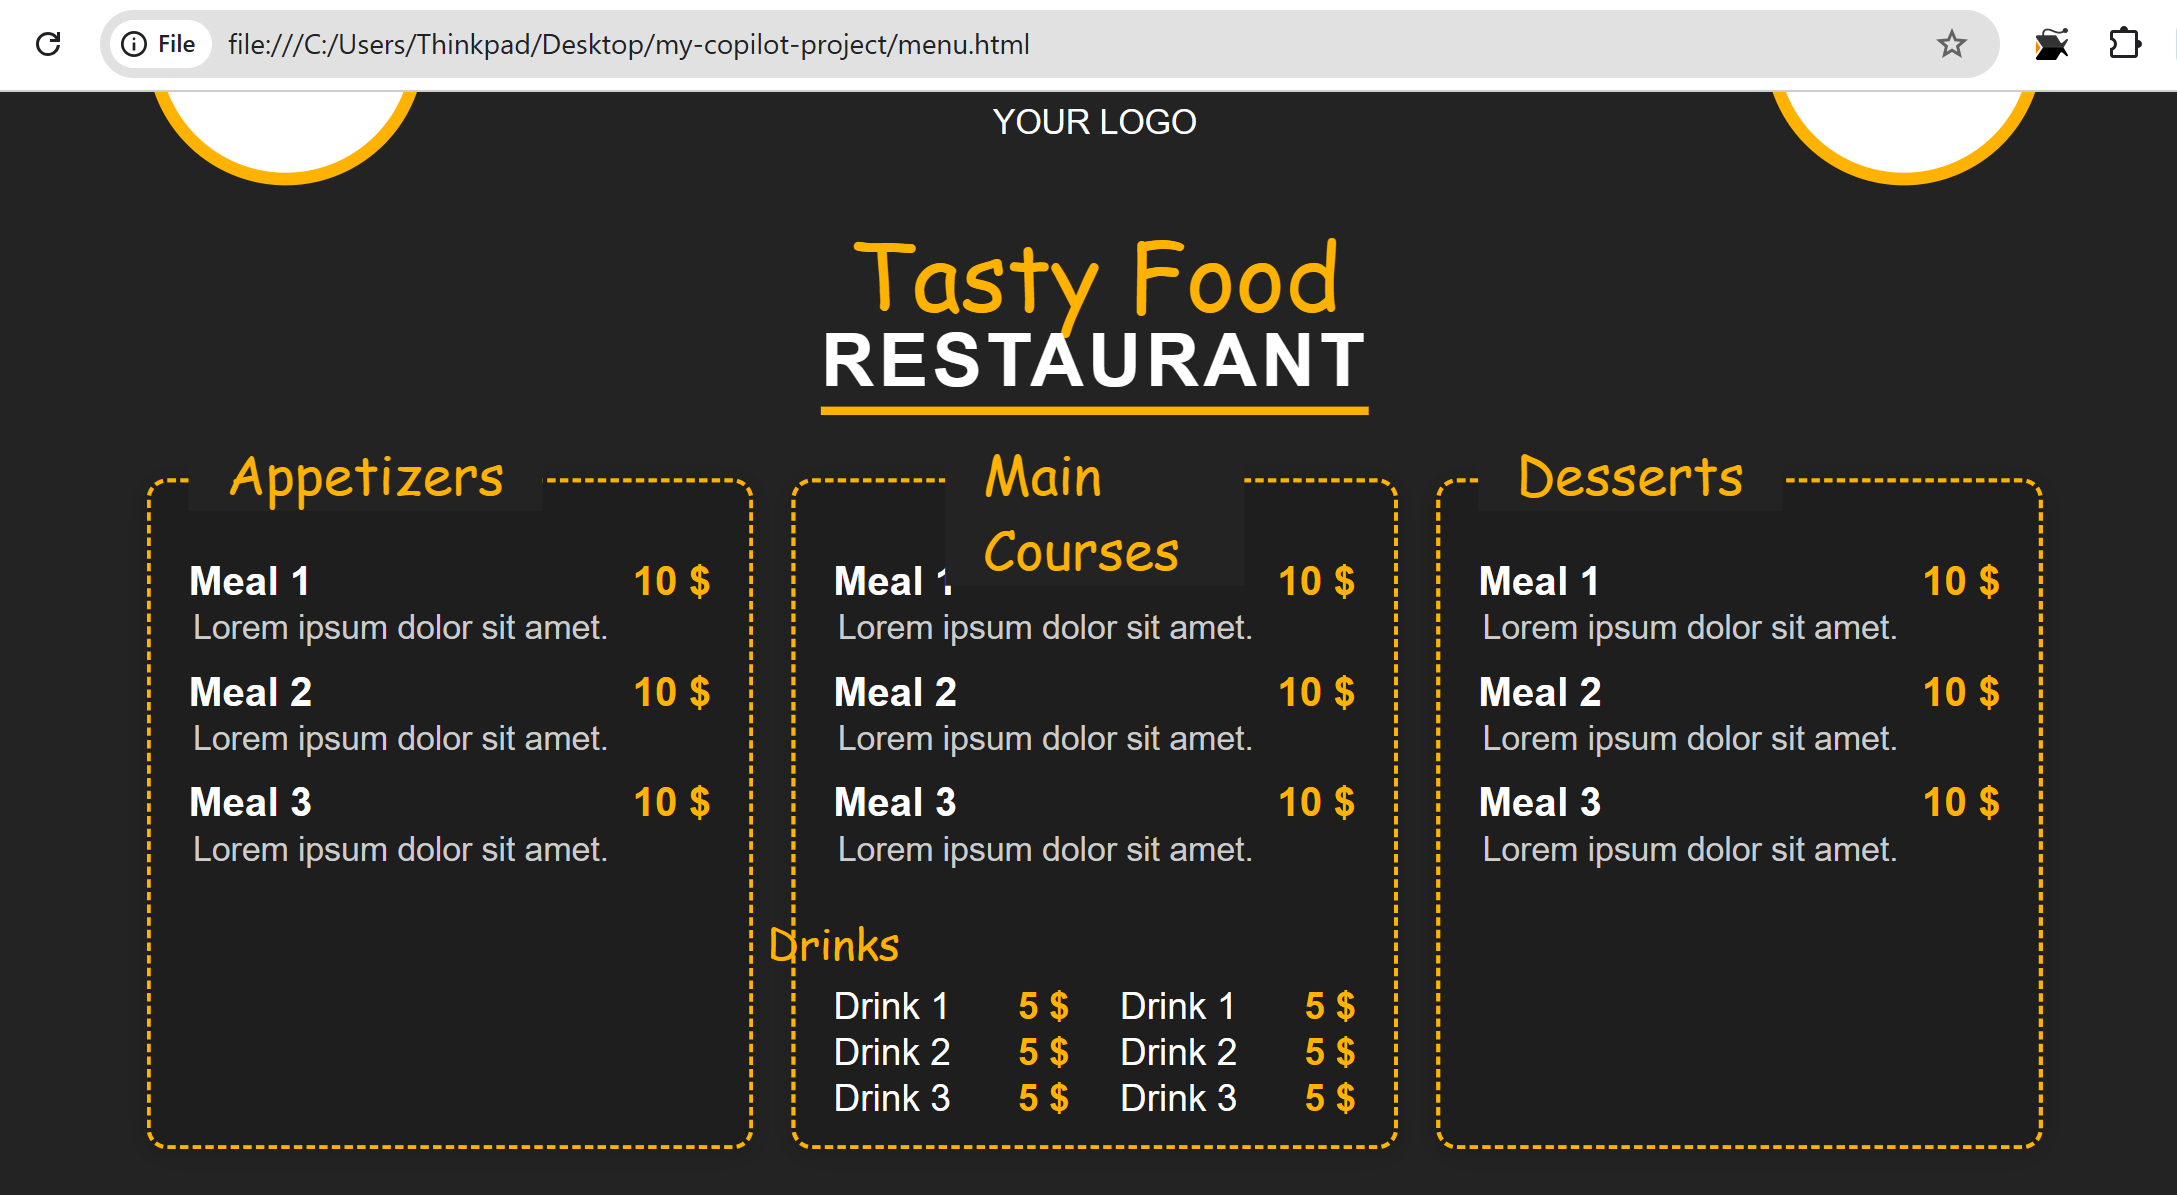 File file:///C:/Users/Thinkpad/Desktop/my-copilot-project/menu.html
YOUR LOGO
Tasty Food
RESTAURANT
Appetizers
Meal 1 10 $
Lorem ipsum dolor sit amet.
Meal 2 10 $
Lorem ipsum dolor sit amet.
Meal 3 10 $
Lorem ipsum dolor sit amet.
Main
Courses
Meal 1 10 $
Lorem ipsum dolor sit amet.
Meal 2 10 $
Lorem ipsum dolor sit amet.
Meal 3 10 $
Lorem ipsum dolor sit amet.
Drinks
Drink 1 5 $ Drink 1 5 $
Drink 2 5 $ Drink 2 5 $
Drink 3 5 $ Drink 3 5 $
Desserts
Meal 1 10 $
Lorem ipsum dolor sit amet.
Meal 2 10 $
Lorem ipsum dolor sit amet.
Meal 3 10 $
Lorem ipsum dolor sit amet.